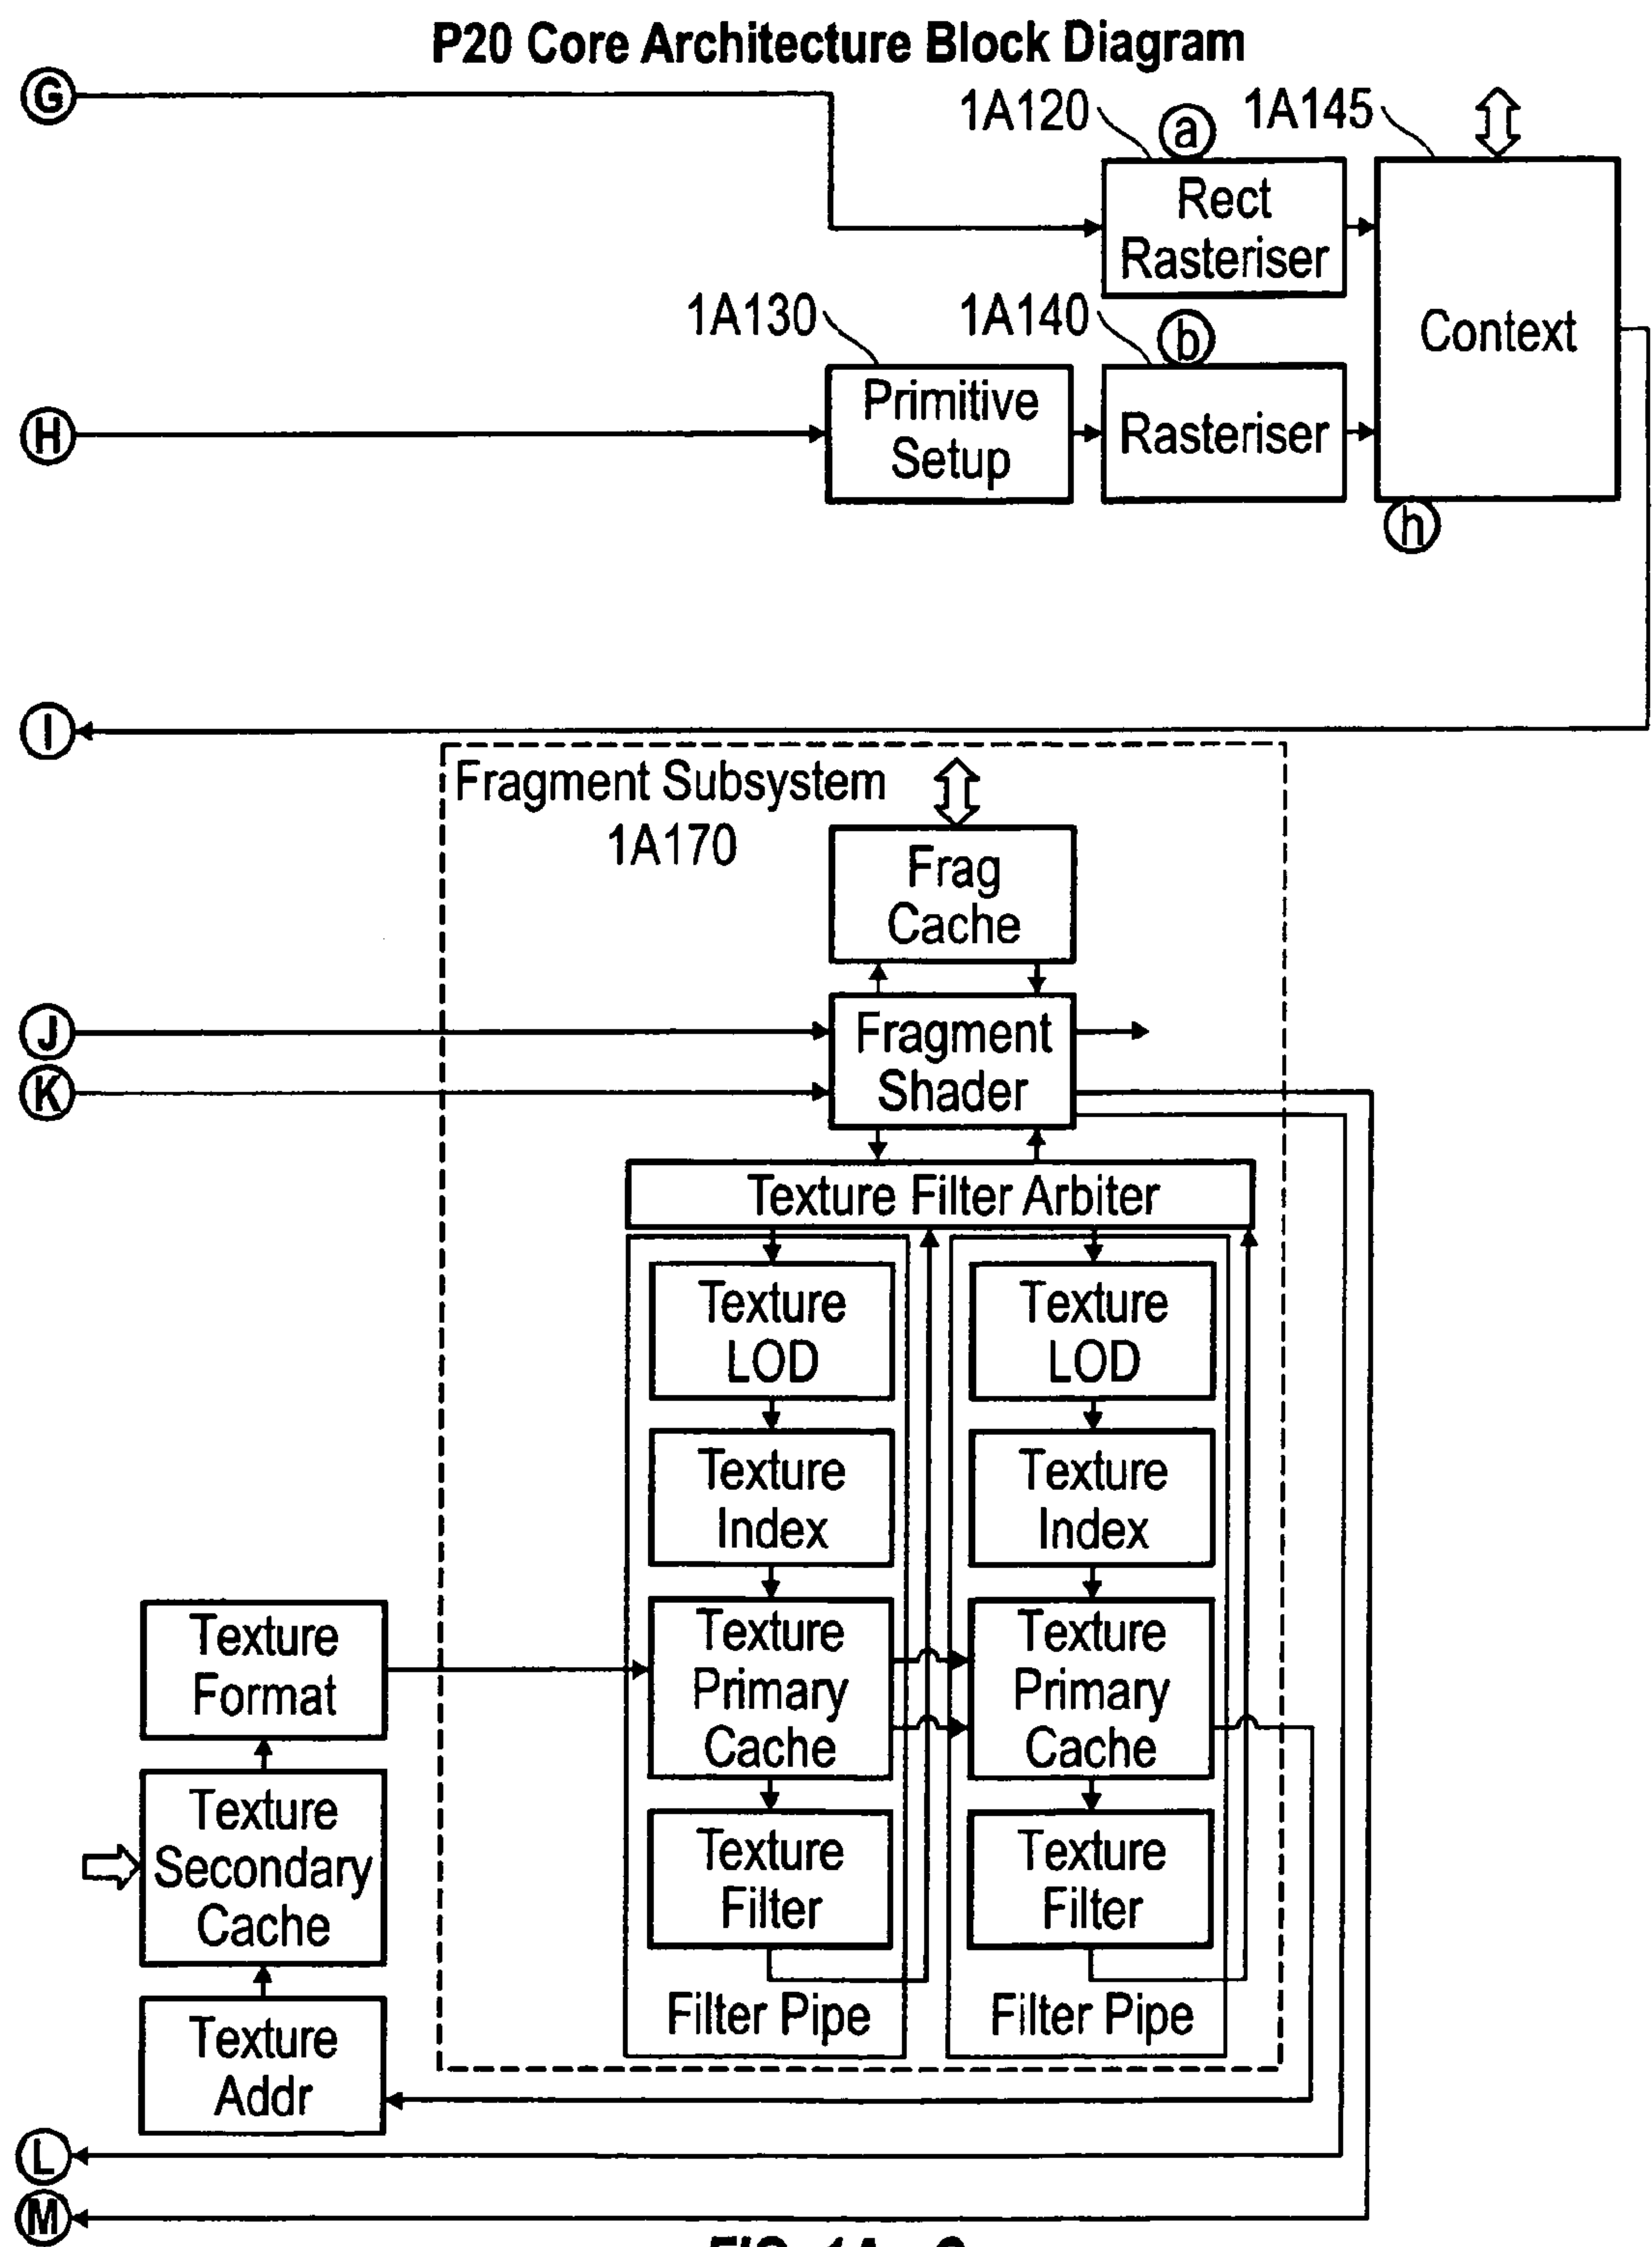 P20 Core Architecture Block Diagram
G
1A120
a
1A145
Rect
Rasteriser
Context
1A130
1A140
b
H
Primitive
Setup
Rasteriser
h
I
Fragment Subsystem
1A170
Frag
Cache
J
K
Fragment
Shader
Texture Filter Arbiter
Texture
LOD
Texture
LOD
Texture
Index
Texture
Index
Texture
Format
Texture
Primary
Cache
Texture
Primary
Cache
Texture
Secondary
Cache
Texture
Filter
Texture
Filter
Filter Pipe
Filter Pipe
Texture
Addr
L
M